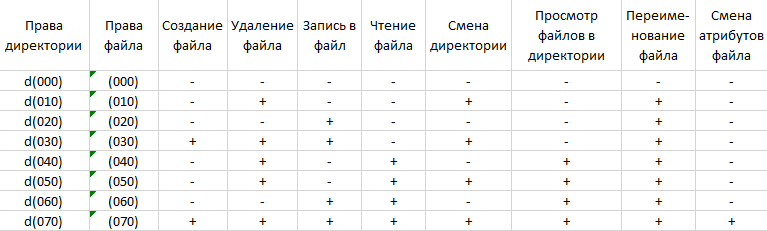 Права директории | Права файла | Создание файла | Удаление файла | Запись в файл | Чтение файла | Смена директории | Просмотр файлов в директории | Переиме-нование файла | Смена атрибутов файла
d(000) | (000) | - | - | - | - | - | - | - | -
d(010) | (010) | - | + | - | - | + | - | + | -
d(020) | (020) | - | - | + | - | - | - | + | -
d(030) | (030) | + | + | + | - | + | - | + | -
d(040) | (040) | - | + | - | + | - | + | + | -
d(050) | (050) | - | + | - | + | + | + | + | -
d(060) | (060) | - | - | + | + | - | + | + | -
d(070) | (070) | + | + | + | + | + | + | + | +